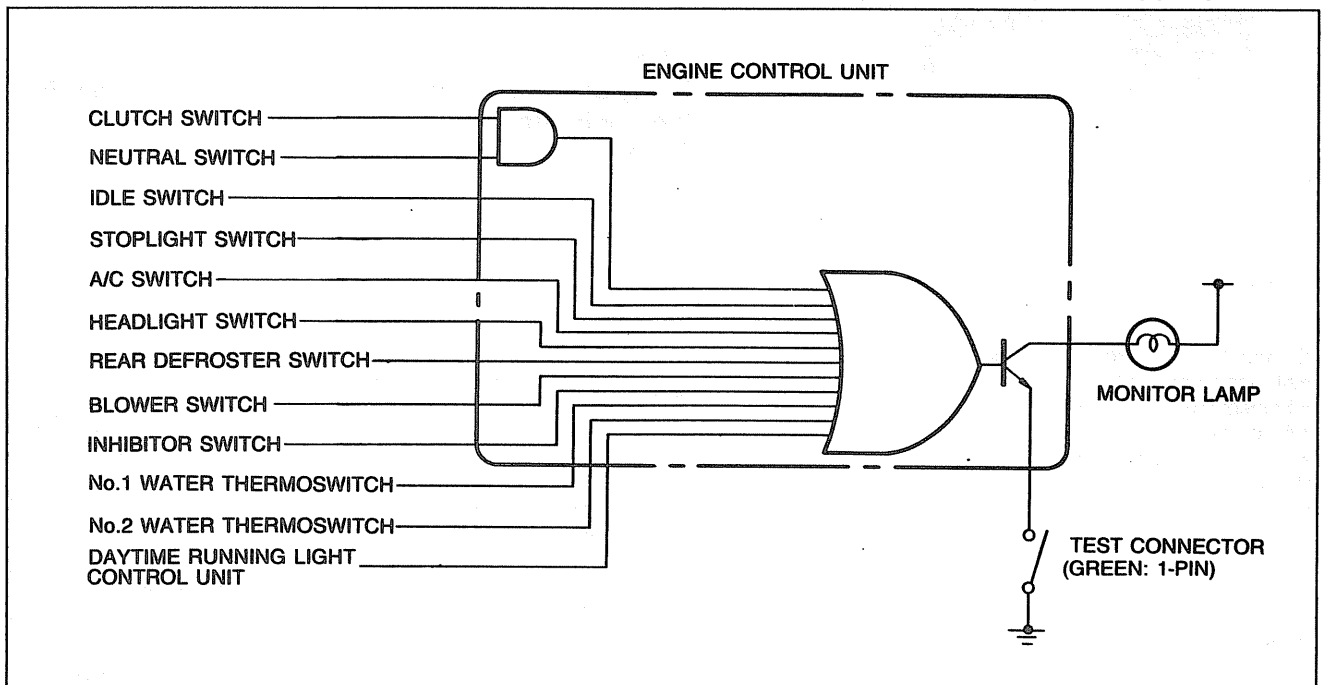 ENGINE CONTROL UNIT
CLUTCH SWITCH
NEUTRAL SWITCH
IDLE SWITCH
STOPLIGHT SWITCH
A/C SWITCH
HEADLIGHT SWITCH
REAR DEFROSTER SWITCH
BLOWER SWITCH
INHIBITOR SWITCH
No.1 WATER THERMOSWITCH
No.2 WATER THERMOSWITCH
DAYTIME RUNNING LIGHT
CONTROL UNIT
MONITOR LAMP
TEST CONNECTOR
(GREEN: 1-PIN)